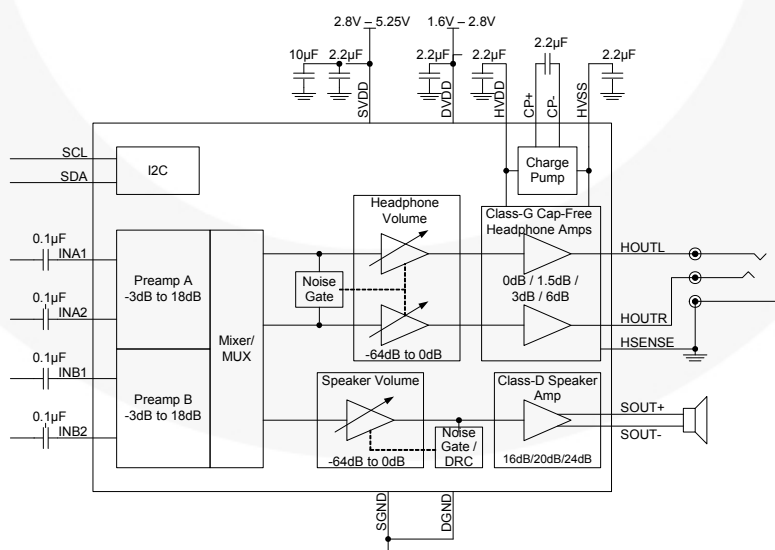 2.8V – 5.25V
1.6V – 2.8V
10µF
2.2µF
2.2µF
2.2µF
2.2µF
2.2µF
SVDD
DVDD
HVDD
CP+
CP-
HVSS
SCL
SDA
I2C
Charge
Pump
Headphone
Volume
Class-G Cap-Free
Headphone Amps
0.1µF
INA1
0.1µF
INA2
0.1µF
INB1
0.1µF
INB2
Preamp A
-3dB to 18dB
Preamp B
-3dB to 18dB
Mixer/
MUX
Noise
Gate
-64dB to 0dB
0dB / 1.5dB /
3dB / 6dB
HOUTL
HOUTR
HSENSE
Speaker Volume
-64dB to 0dB
Noise
Gate /
DRC
Class-D Speaker
Amp
16dB/20dB/24dB
SOUT+
SOUT-
SGND
DGND